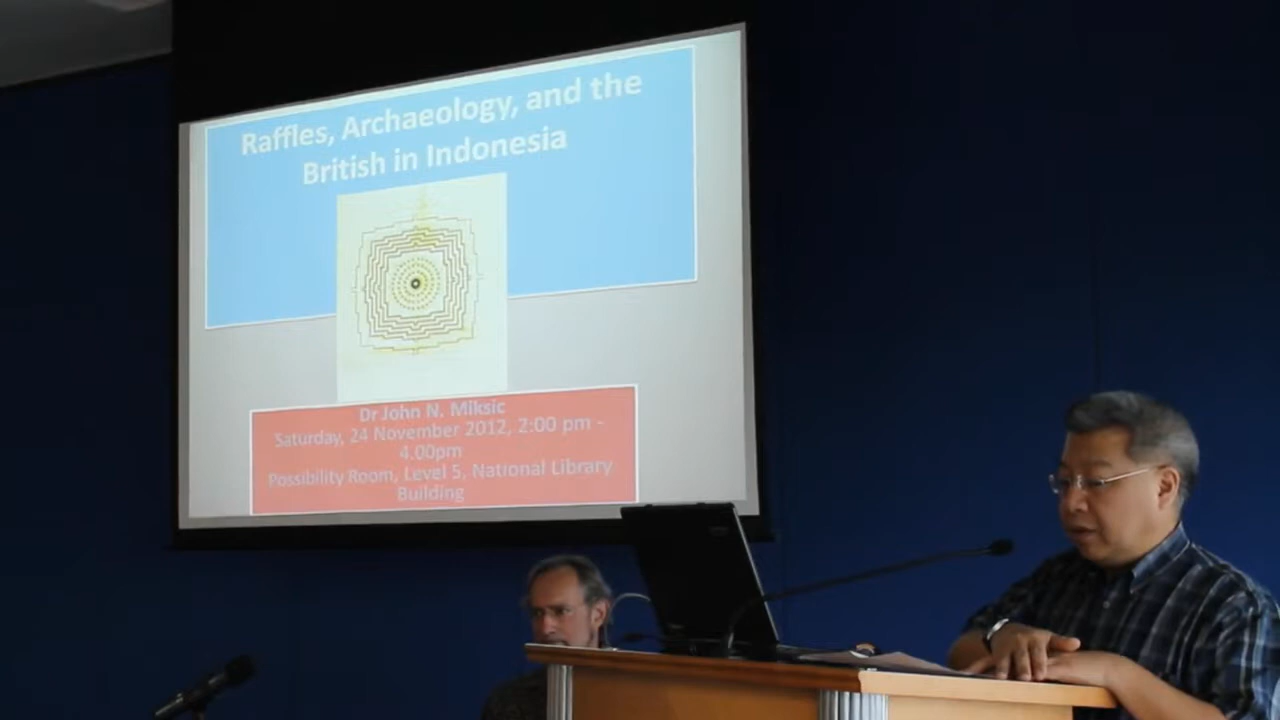 Raffles, Archaeology, and the
British in Indonesia
Dr John N. Miksic
Saturday, 24 November 2012, 2:00 pm -
4.00pm
Possibility Room, Level 5, National Library
Building